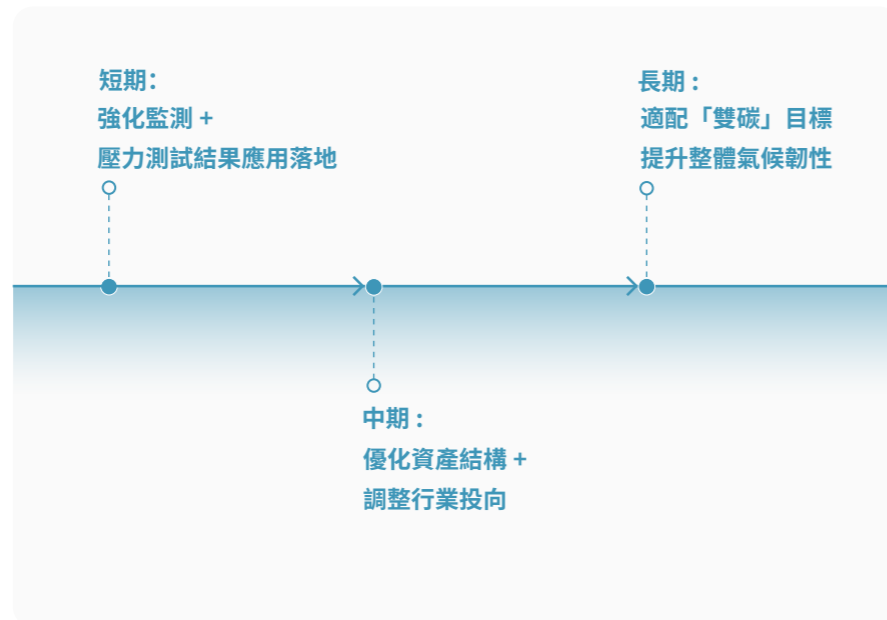 短期：
強化監測 +
壓力測試結果應用落地
中期：
優化資產結構 +
調整行業投向
長期：
適配「雙碳」目標
提升整體氣候韌性